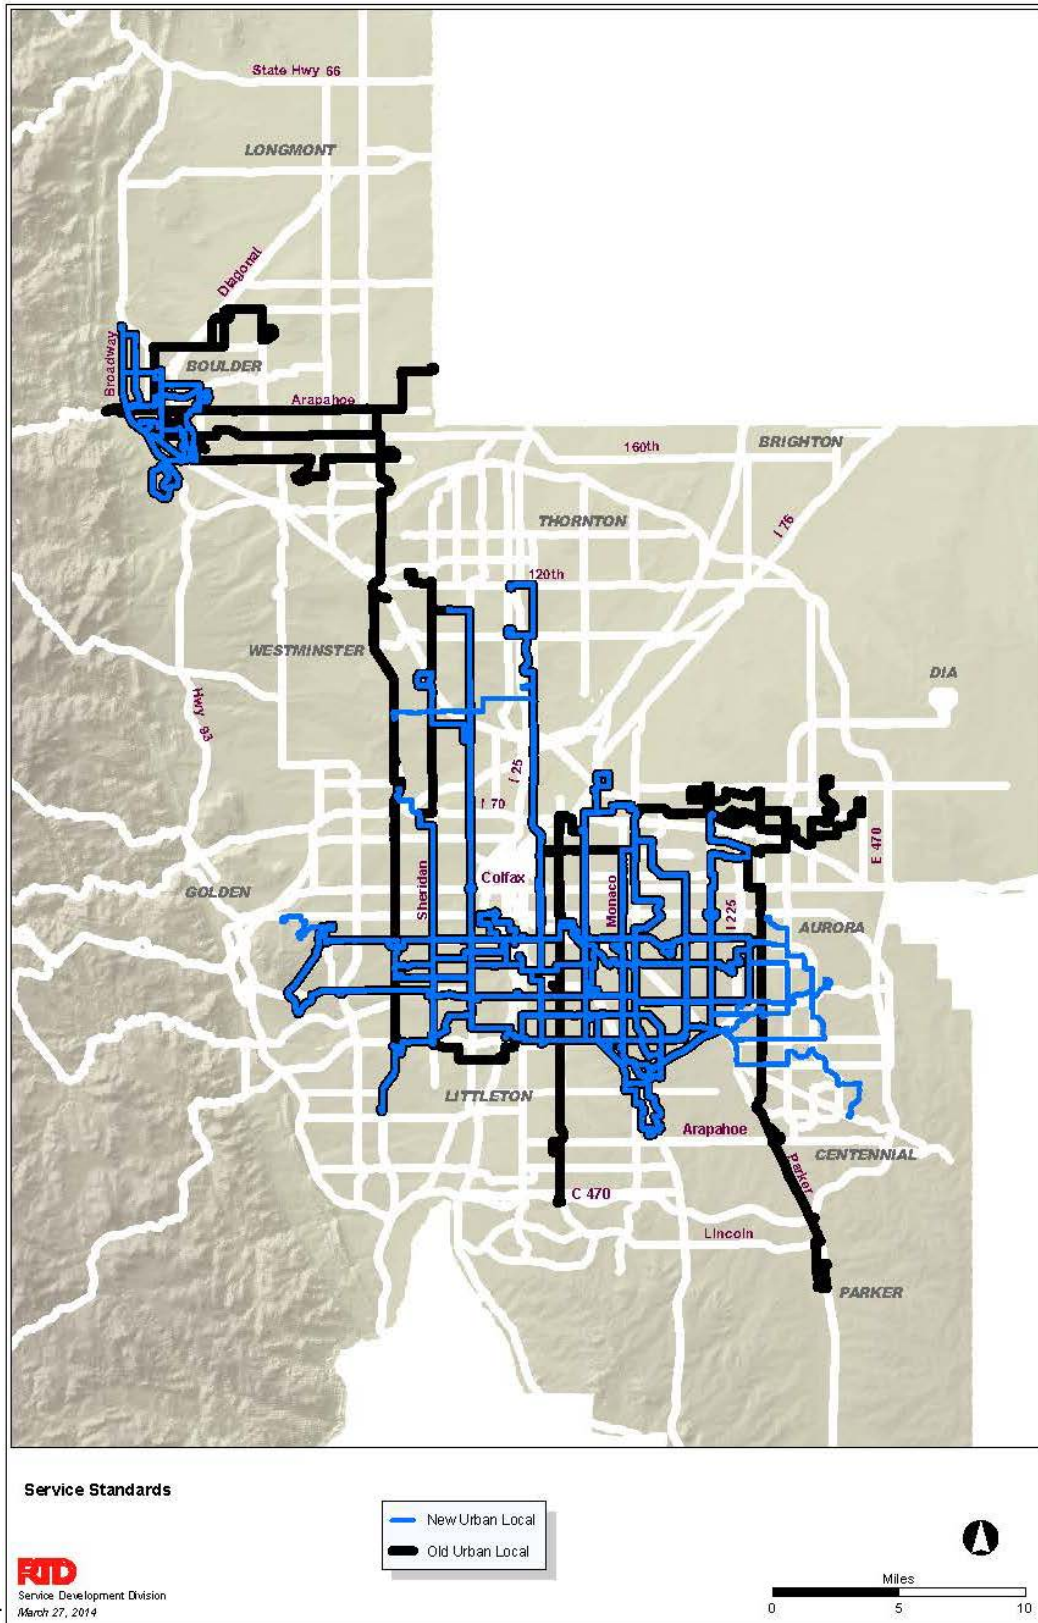 State Hwy 66
LONGMONT
Diagonal
Broadway
BOULDER
Arapahoe
160th
BRIGHTON
THORNTON
I 76
120th
WESTMINSTER
DIA
Hwy 93
I 25
I 70
E 470
Sheridan
Colfax
Monaco
I 225
GOLDEN
AURORA
LITTLETON
Arapahoe
CENTENNIAL
Parker
C 470
Lincoln
PARKER
Service Standards
New Urban Local
Old Urban Local
RTD
Service Development Division
March 27, 2014
Miles
0 5 10